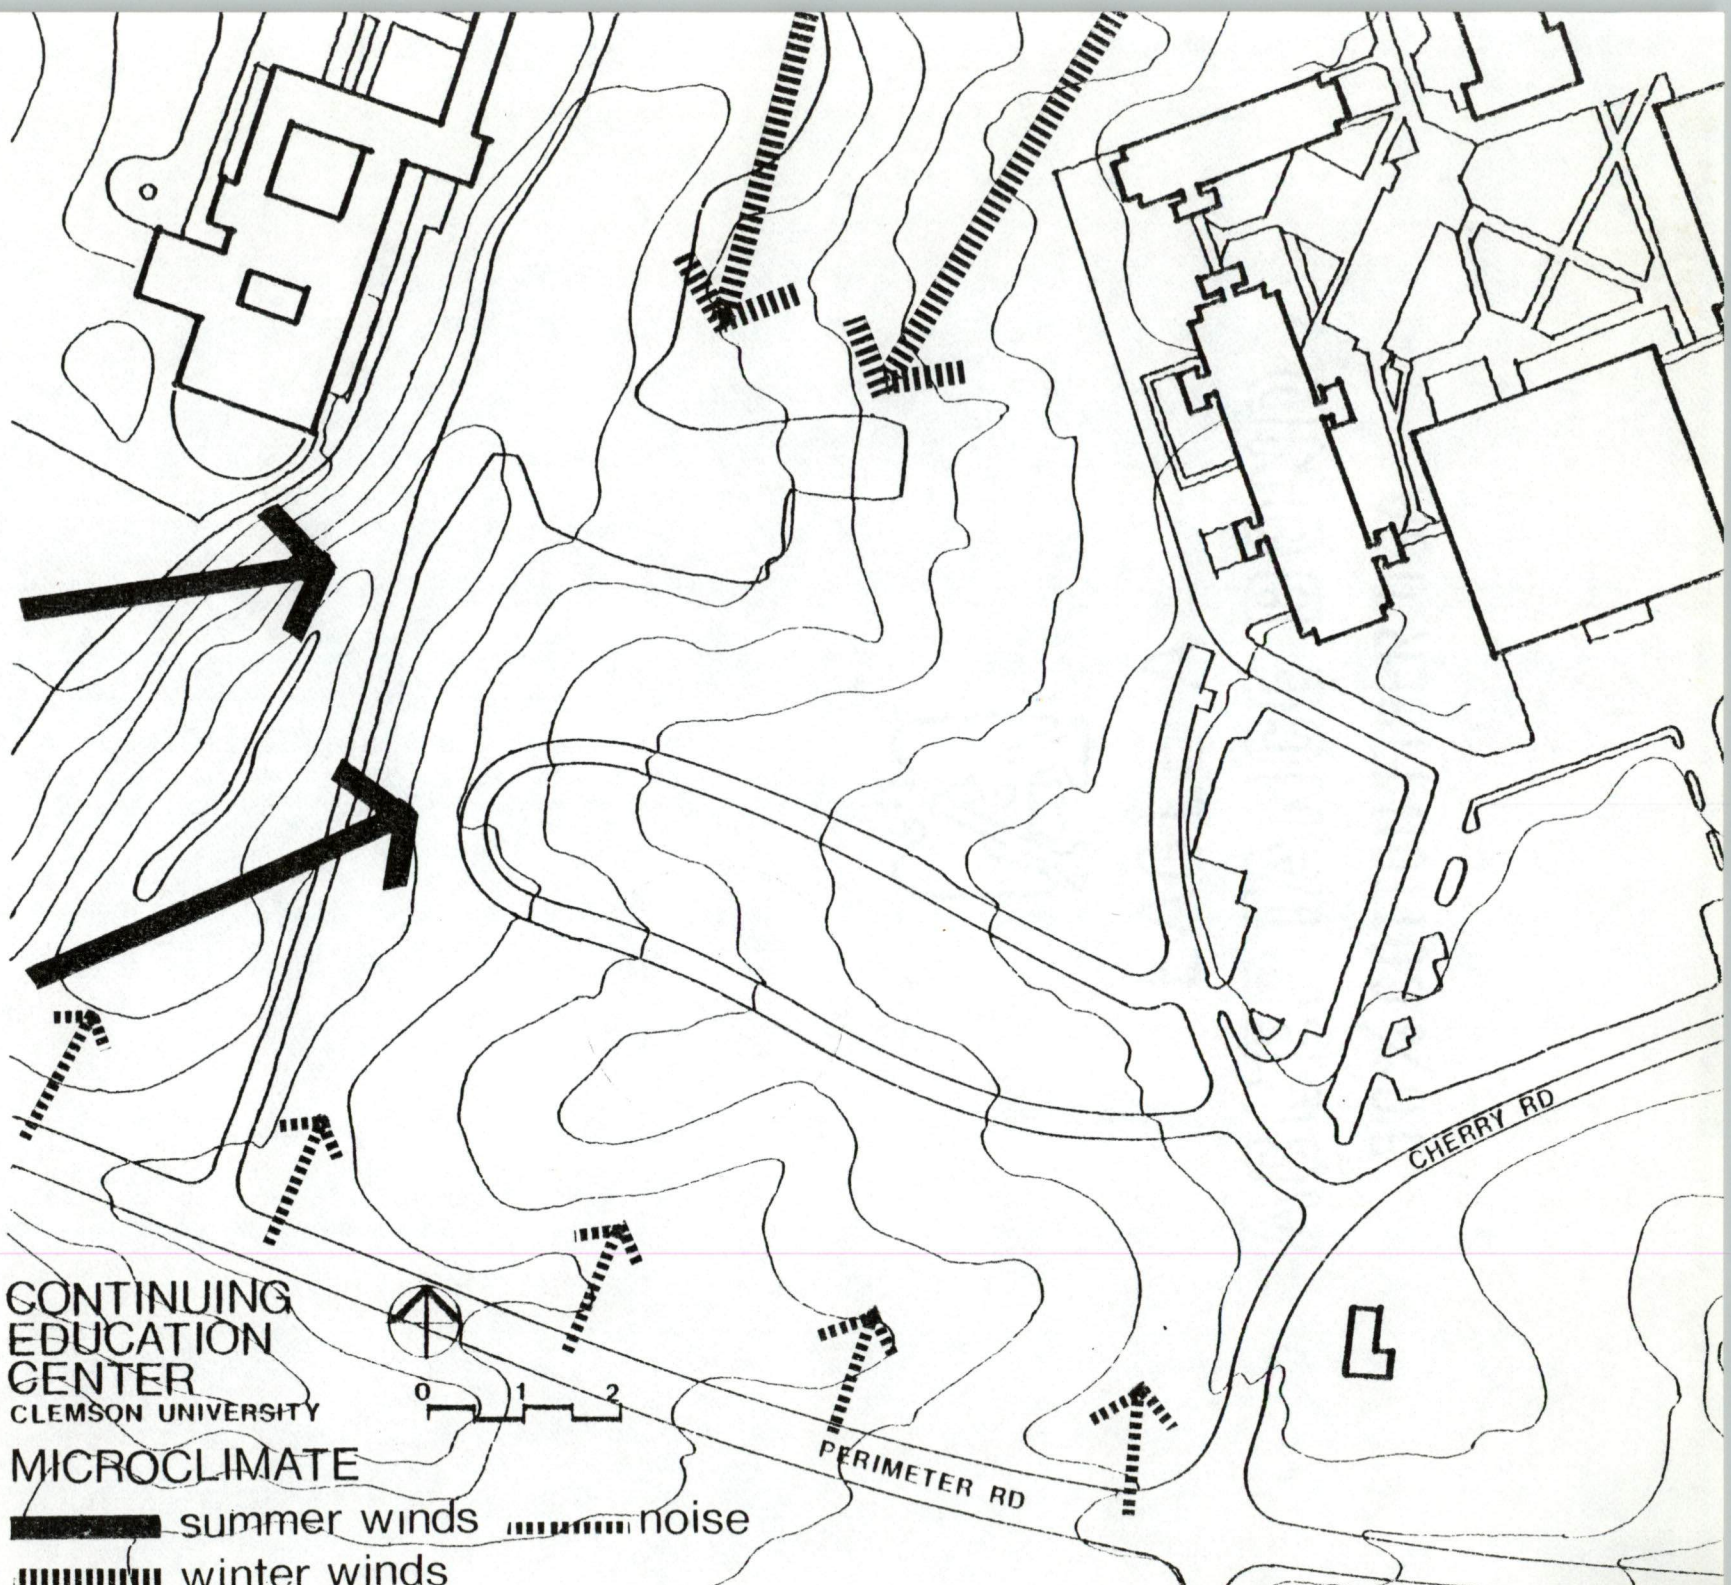 CHERRY RD
CONTINUING
EDUCATION
CENTER
CLEMSON UNIVERSITY
0 1 2
MICROCLIMATE
PERIMETER RD
summer winds
noise
winter winds